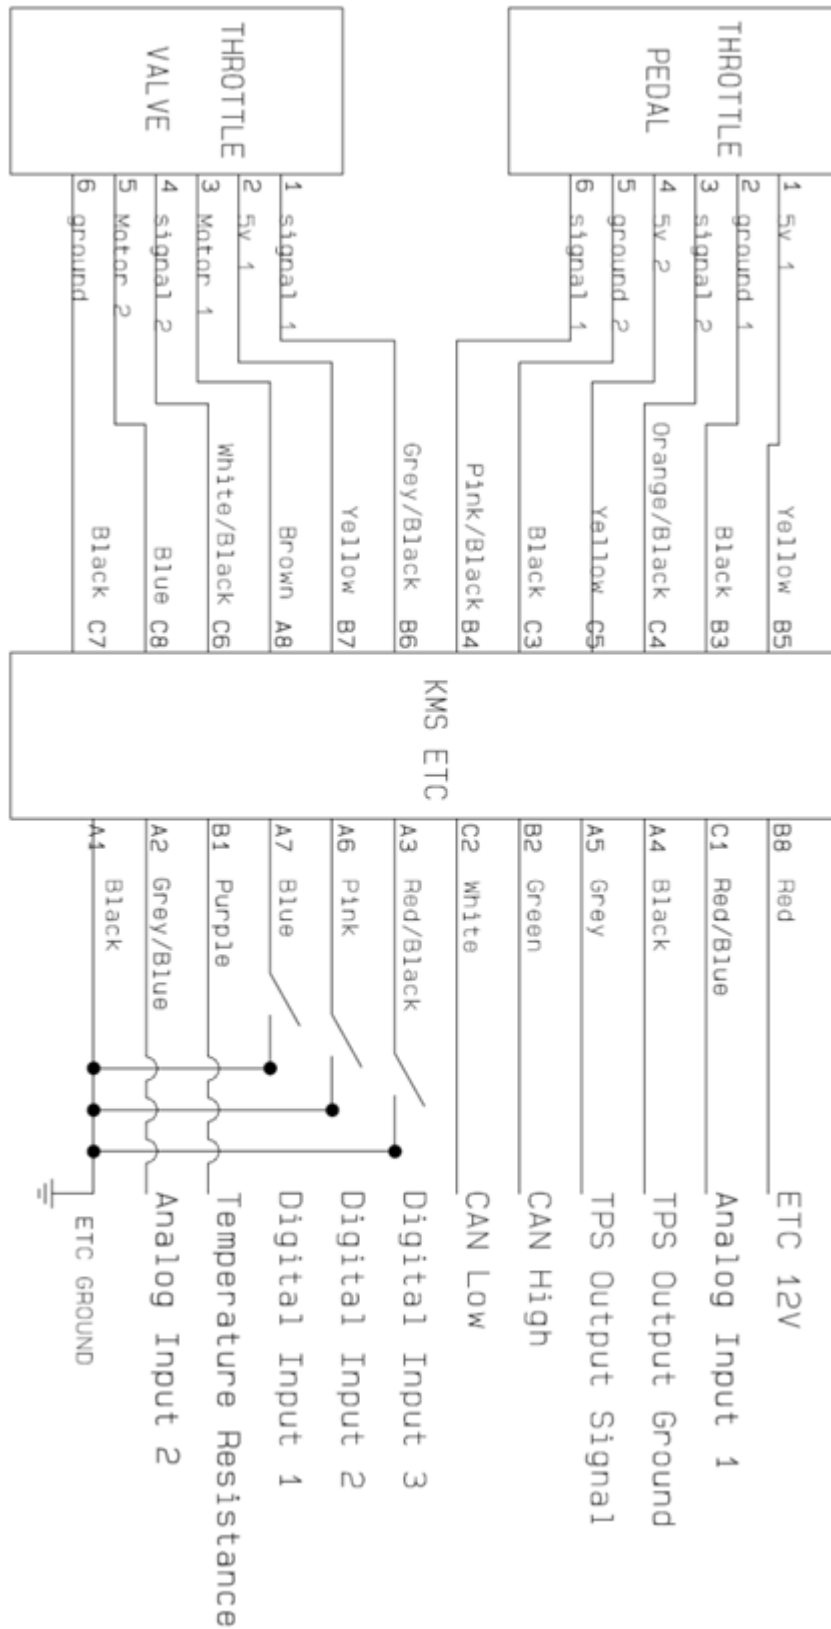 THROTTLE
PEDAL
1 5v 1
2 ground 1
3 signal 2
4 5v 2
5 ground 2
6 signal 1
Yellow B5
Black B3
Orange/Black C4
Yellow C5
Black C3
Pink/Black B4
THROTTLE
VALVE
1 signal 1
2 5v 1
3 Motor 1
4 signal 2
5 Motor 2
6 ground
Grey/Black B6
Yellow B7
Brown A8
White/Black C6
Blue C8
Black C7
KMS ETC
B8 Red ETC 12V
C1 Red/Blue Analog Input 1
A4 Black TPS Output Ground
A5 Grey TPS Output Signal
B2 Green CAN High
C2 White CAN Low
A3 Red/Black Digital Input 3
A6 Pink Digital Input 2
A7 Blue Digital Input 1
B1 Purple Temperature Resistance
A2 Grey/Blue Analog Input 2
A1 Black ETC GROUND